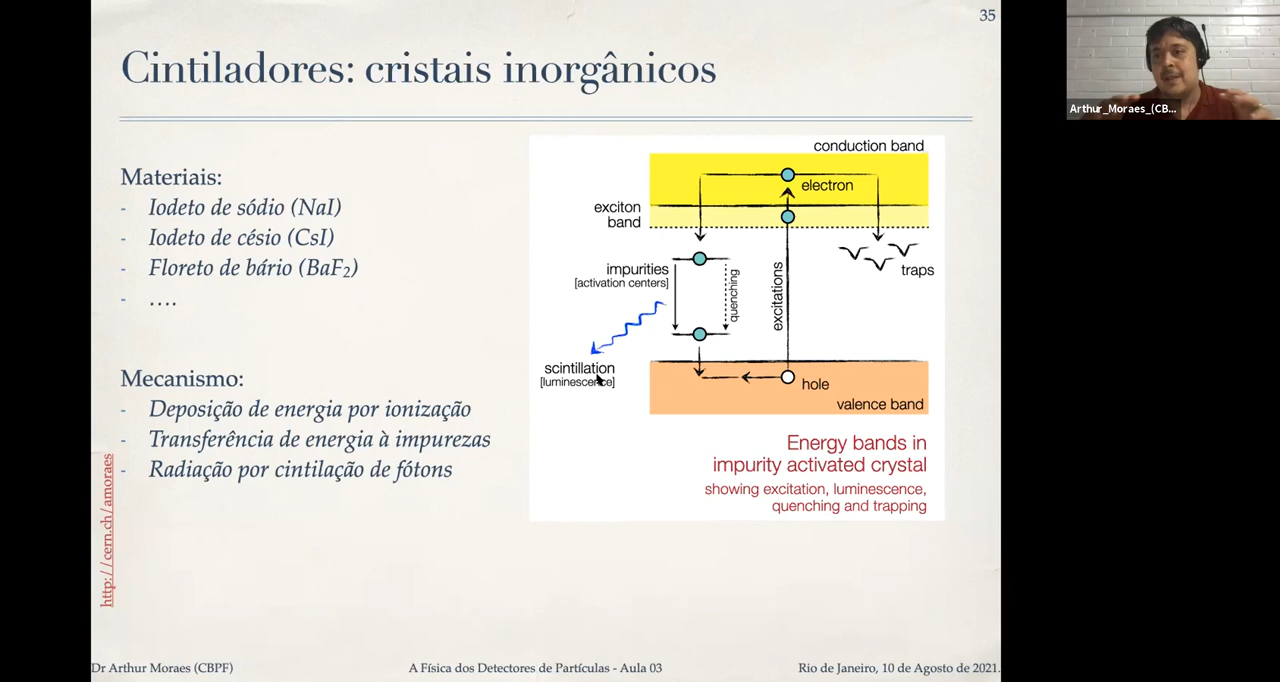 35
Cintiladores: cristais inorgânicos
Materiais:
- Iodeto de sódio (NaI)
- Iodeto de césio (CsI)
- Floreto de bário (BaF₂)
- ....
Mecanismo:
- Deposição de energia por ionização
- Transferência de energia à impurezas
- Radiação por cintilação de fótons
http://cern.ch/amoraes
conduction band
electron
exciton
band
impurities
[activation centers]
quenching
excitations
traps
scintillation
[luminescence]
hole
valence band
Energy bands in
impurity activated crystal
showing excitation, luminescence,
quenching and trapping
Dr Arthur Moraes (CBPF)
A Física dos Detectores de Partículas - Aula 03
Rio de Janeiro, 10 de Agosto de 2021.
Arthur_Moraes_(CB...